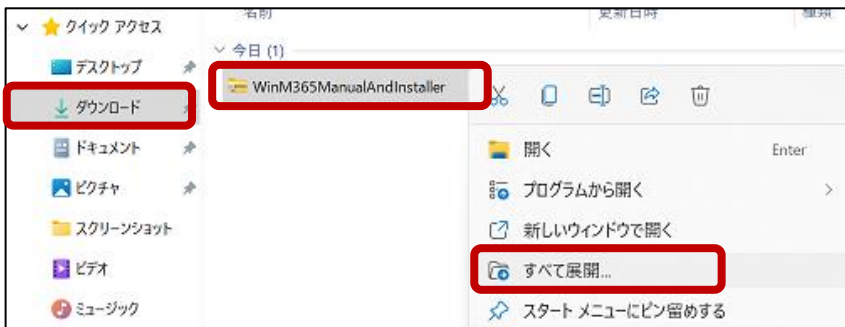 名前 更新日時 種類
クイック アクセス
今日 (1)
デスクトップ
WinM365ManualAndInstaller
ダウンロード
ドキュメント
開く Enter
ピクチャ
プログラムから開く
スクリーンショット
新しいウィンドウで開く
ビデオ
すべて展開...
ミュージック
スタート メニューにピン留めする